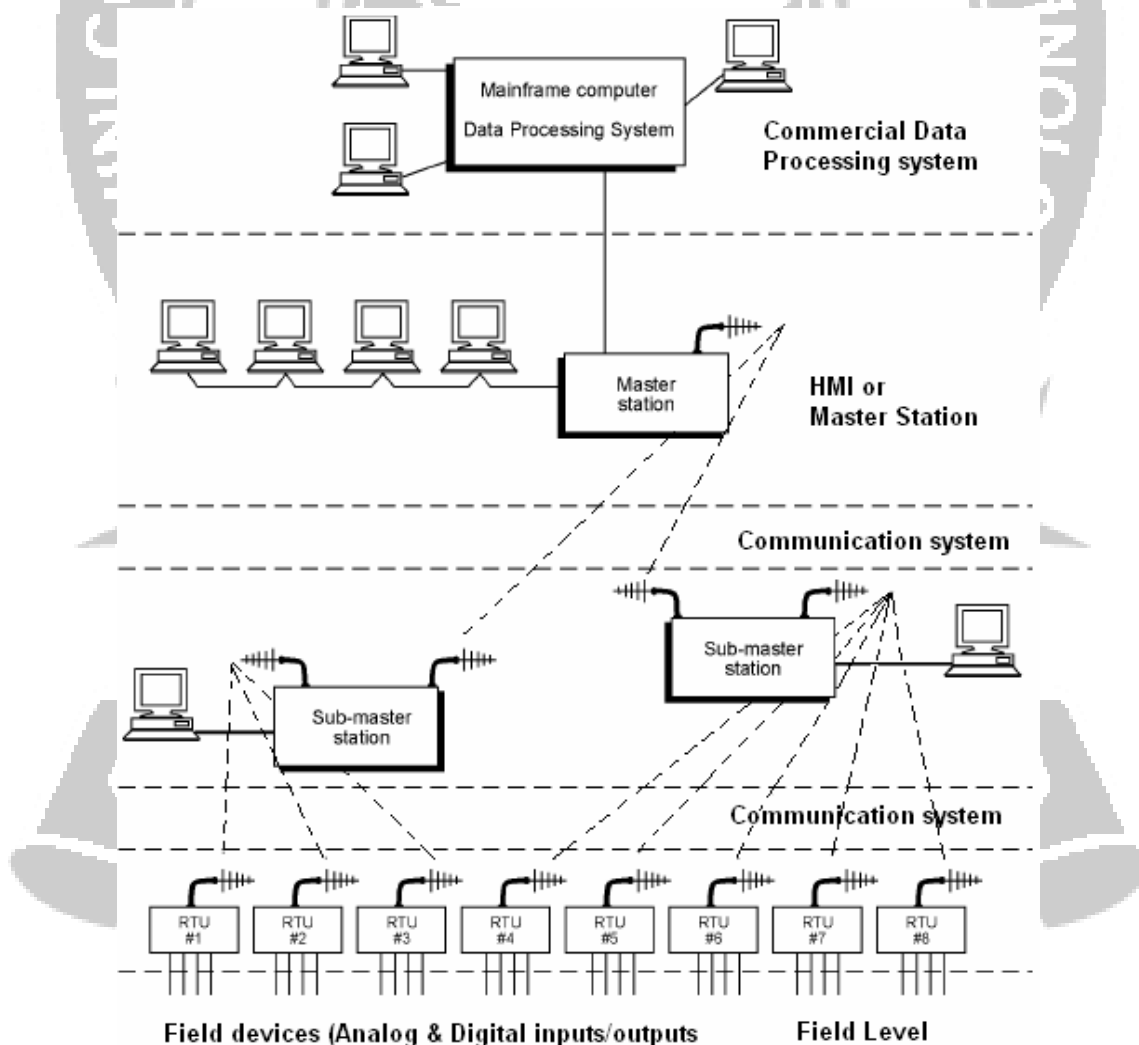 Mainframe computer
Data Processing System
Commercial Data
Processing system
Master
station
HMI or
Master Station
Communication system
Sub-master
station
Sub-master
station
Communication system
RTU
#1
RTU
#2
RTU
#3
RTU
#4
RTU
#5
RTU
#6
RTU
#7
RTU
#8
Field devices (Analog & Digital inputs/outputs
Field Level